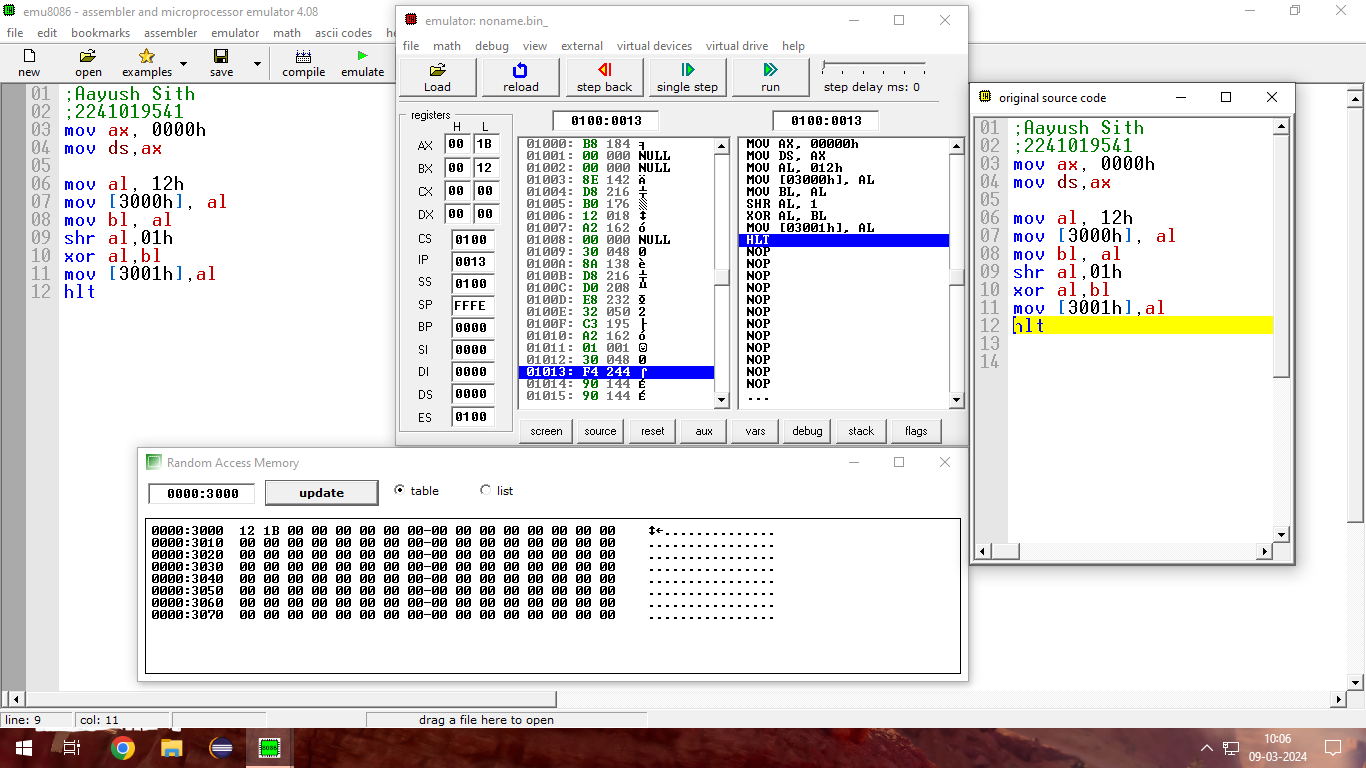 emu8086 - assembler and microprocessor emulator 4.08
file edit bookmarks assembler emulator math ascii codes he
new open examples save compile emulate
01 ;Aayush Sith
02 ;2241019541
03 mov ax, 0000h
04 mov ds,ax
05
06 mov al, 12h
07 mov [3000h], al
08 mov bl, al
09 shr al,01h
10 xor al,bl
11 mov [3001h],al
12 hlt
emulator: noname.bin_
file math debug view external virtual devices virtual drive help
Load reload step back single step run step delay ms: 0
registers
H L
AX 00 1B
BX 00 12
CX 00 00
DX 00 00
CS 0100
IP 0013
SS 0100
SP FFFE
BP 0000
SI 0000
DI 0000
DS 0000
ES 0100
0100:0013
01000: B8 184 ╕
01001: 00 000 NULL
01002: 00 000 NULL
01003: 8E 142 Ä
01004: D8 216 ╪
01005: B0 176 ░
01006: 12 018 ↕
01007: A2 162 ó
01008: 00 000 NULL
01009: 30 048 0
0100A: 8A 138 è
0100B: D8 216 ╪
0100C: D0 208 ╨
0100D: E8 232 Φ
0100E: 32 050 2
0100F: C3 195 ├
01010: A2 162 ó
01011: 01 001 ☺
01012: 30 048 0
01013: F4 244 ⌠
01014: 90 144 É
01015: 90 144 É
0100:0013
MOV AX, 00000h
MOV DS, AX
MOV AL, 012h
MOV [03000h], AL
MOV BL, AL
SHR AL, 1
XOR AL, BL
MOV [03001h], AL
HLT
NOP
NOP
NOP
NOP
NOP
NOP
NOP
NOP
NOP
NOP
NOP
NOP
...
screen source reset aux vars debug stack flags
original source code
01 ;Aayush Sith
02 ;2241019541
03 mov ax, 0000h
04 mov ds,ax
05
06 mov al, 12h
07 mov [3000h], al
08 mov bl, al
09 shr al,01h
10 xor al,bl
11 mov [3001h],al
12 hlt
13
14
Random Access Memory
0000:3000 update table list
0000:3000 12 1B 00 00 00 00 00 00-00 00 00 00 00 00 00 00 ↕←..............
0000:3010 00 00 00 00 00 00 00 00-00 00 00 00 00 00 00 00 ................
0000:3020 00 00 00 00 00 00 00 00-00 00 00 00 00 00 00 00 ................
0000:3030 00 00 00 00 00 00 00 00-00 00 00 00 00 00 00 00 ................
0000:3040 00 00 00 00 00 00 00 00-00 00 00 00 00 00 00 00 ................
0000:3050 00 00 00 00 00 00 00 00-00 00 00 00 00 00 00 00 ................
0000:3060 00 00 00 00 00 00 00 00-00 00 00 00 00 00 00 00 ................
0000:3070 00 00 00 00 00 00 00 00-00 00 00 00 00 00 00 00 ................
line: 9 col: 11 drag a file here to open
8086
10:06
09-03-2024